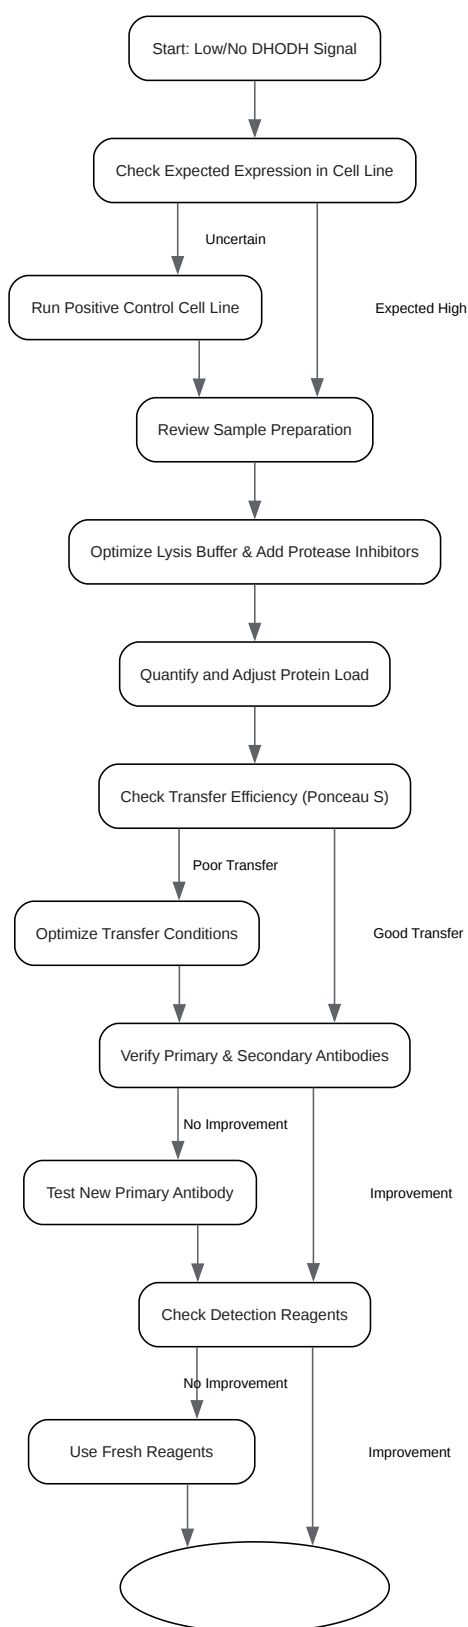 Start: Low/No DHODH Signal
Check Expected Expression in Cell Line
Uncertain
Run Positive Control Cell Line
Expected High
Review Sample Preparation
Optimize Lysis Buffer & Add Protease Inhibitors
Quantify and Adjust Protein Load
Check Transfer Efficiency (Ponceau S)
Poor Transfer
Optimize Transfer Conditions
Good Transfer
Verify Primary & Secondary Antibodies
No Improvement
Test New Primary Antibody
Improvement
Check Detection Reagents
No Improvement
Use Fresh Reagents
Improvement